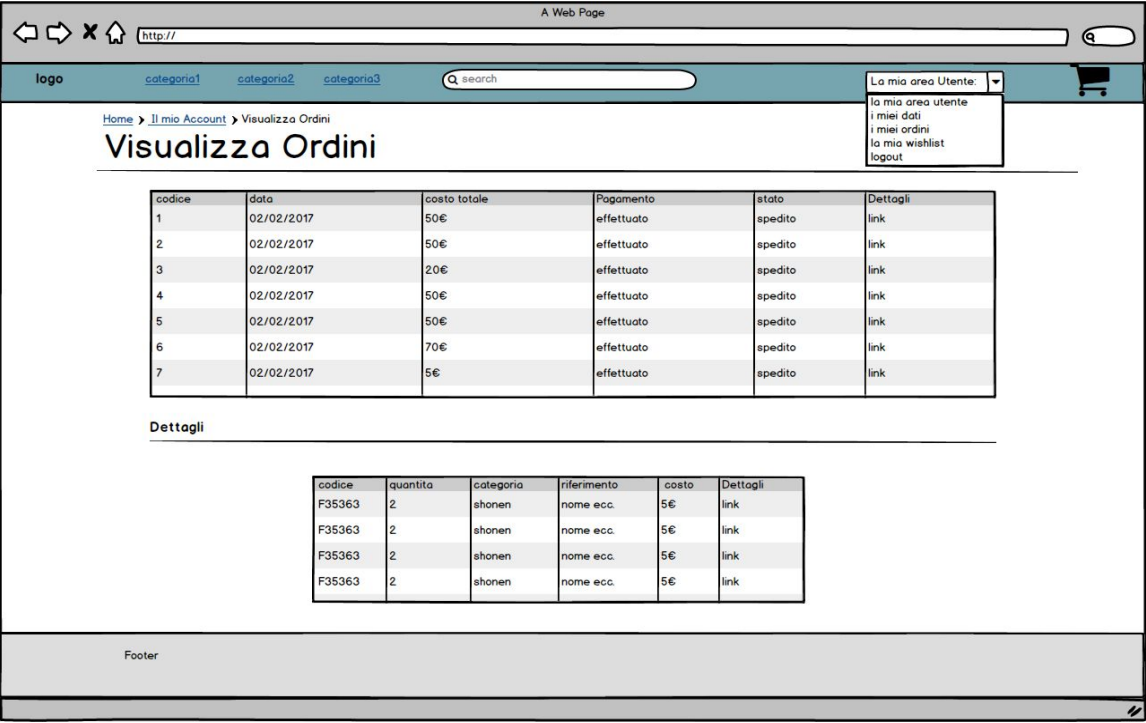 A Web Page
http://
logo categoria1 categoria2 categoria3 search La mia area Utente:
la mia area utente
i miei dati
i miei ordini
la mia wishlist
logout
Home Il mio Account Visualizza Ordini
Visualizza Ordini
codice data costo totale Pagamento stato Dettagli
1 02/02/2017 50€ effettuato spedito link
2 02/02/2017 50€ effettuato spedito link
3 02/02/2017 20€ effettuato spedito link
4 02/02/2017 50€ effettuato spedito link
5 02/02/2017 50€ effettuato spedito link
6 02/02/2017 70€ effettuato spedito link
7 02/02/2017 5€ effettuato spedito link
Dettagli
codice quantita categoria riferimento costo Dettagli
F35363 2 shonen nome ecc. 5€ link
F35363 2 shonen nome ecc. 5€ link
F35363 2 shonen nome ecc. 5€ link
F35363 2 shonen nome ecc. 5€ link
Footer